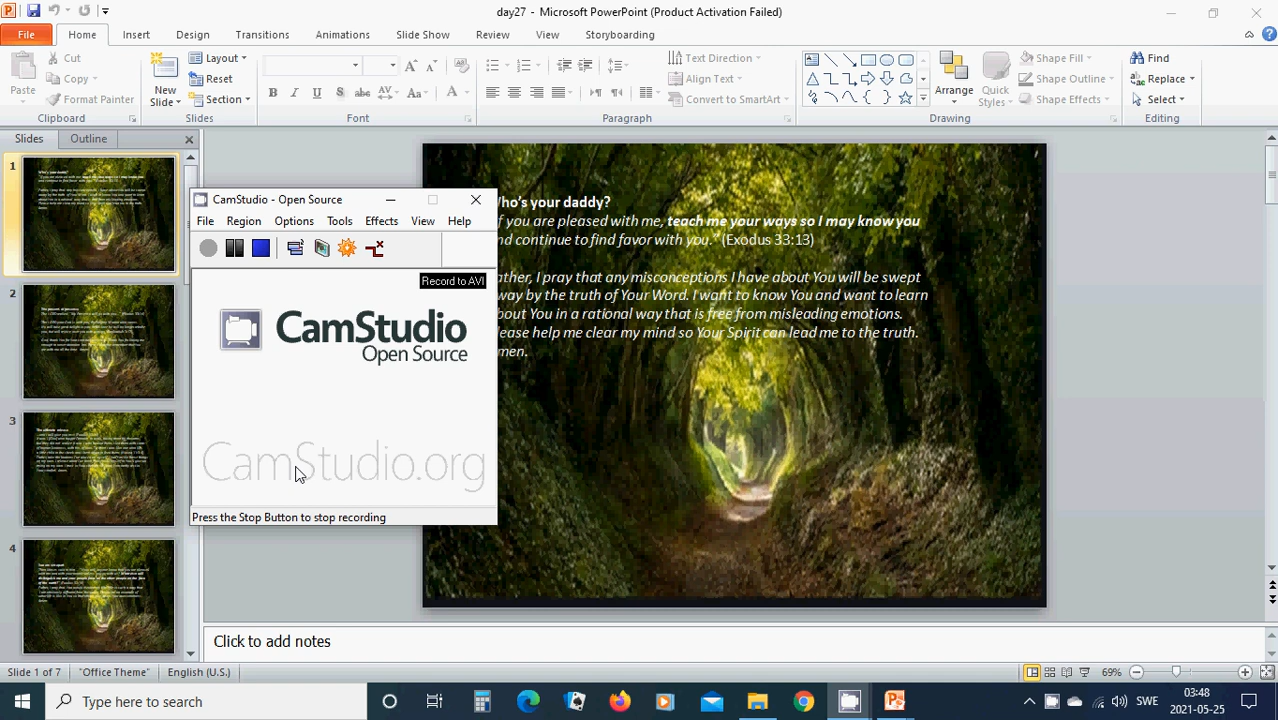 day27 - Microsoft PowerPoint (Product Activation Failed)
File Home Insert Design Transitions Animations Slide Show Review View Storyboarding
Paste
Cut
Copy
Format Painter
Clipboard
New Slide
Layout
Reset
Section
Slides
B I U S abc AV Aa A
Font
Text Direction
Align Text
Convert to SmartArt
Paragraph
Arrange
Quick Styles
Shape Fill
Shape Outline
Shape Effects
Drawing
Find
Replace
Select
Editing
Slides Outline
1
2
3
4
CamStudio - Open Source
File Region Options Tools Effects View Help
Record to AVI
CamStudio
Open Source
CamStudio.org
Press the Stop Button to stop recording
ho's your daddy?
f you are pleased with me, teach me your ways so I may know you
nd continue to find favor with you." (Exodus 33:13)
ather, I pray that any misconceptions I have about You will be swept
way by the truth of Your Word. I want to know You and want to learn
out You in a rational way that is free from misleading emotions.
ase help me clear my mind so Your Spirit can lead me to the truth.
men.
Click to add notes
Slide 1 of 7 "Office Theme" English (U.S.) 69%
Type here to search
SWE
03:48
2021-05-25